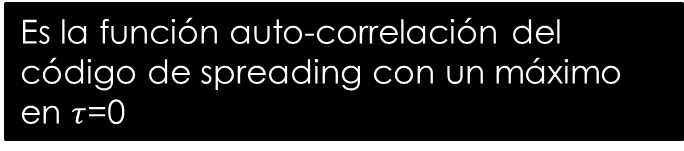 Es la función auto-correlación del
código de spreading con un máximo
en 𝜏=0